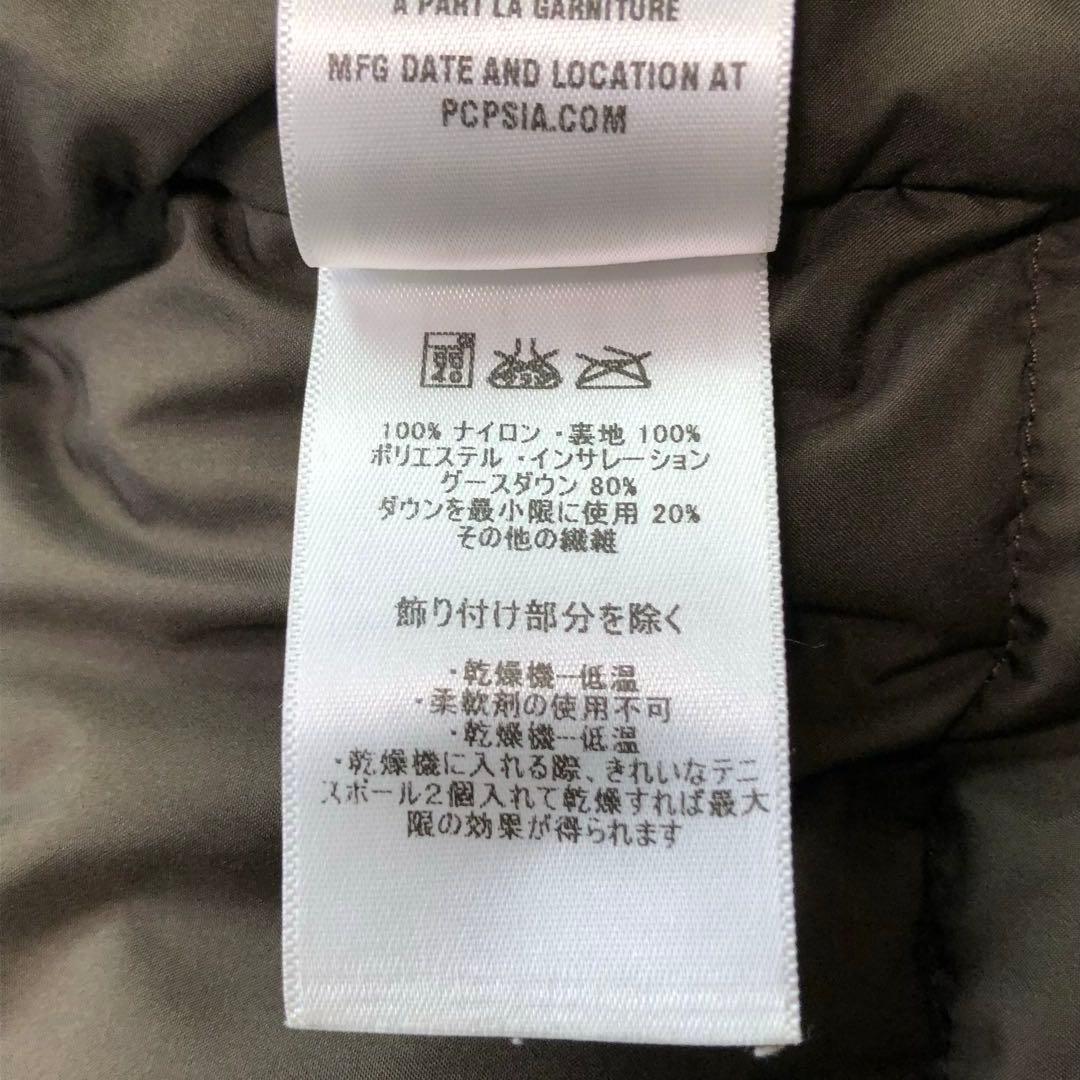 À PART LA GARNITURE
MFG DATE AND LOCATION AT
PCPSIA.COM
40
100% ナイロン ・裏地 100%
ポリエステル ・インサレーション
グースダウン 80%
ダウンを最小限に使用 20%
その他の繊維
飾り付け部分を除く
・乾燥機ー低温
・柔軟剤の使用不可
・乾燥機ー低温
・乾燥機に入れる際、きれいなテニ
スボール2個入れて乾燥すれば最大
限の効果が得られます